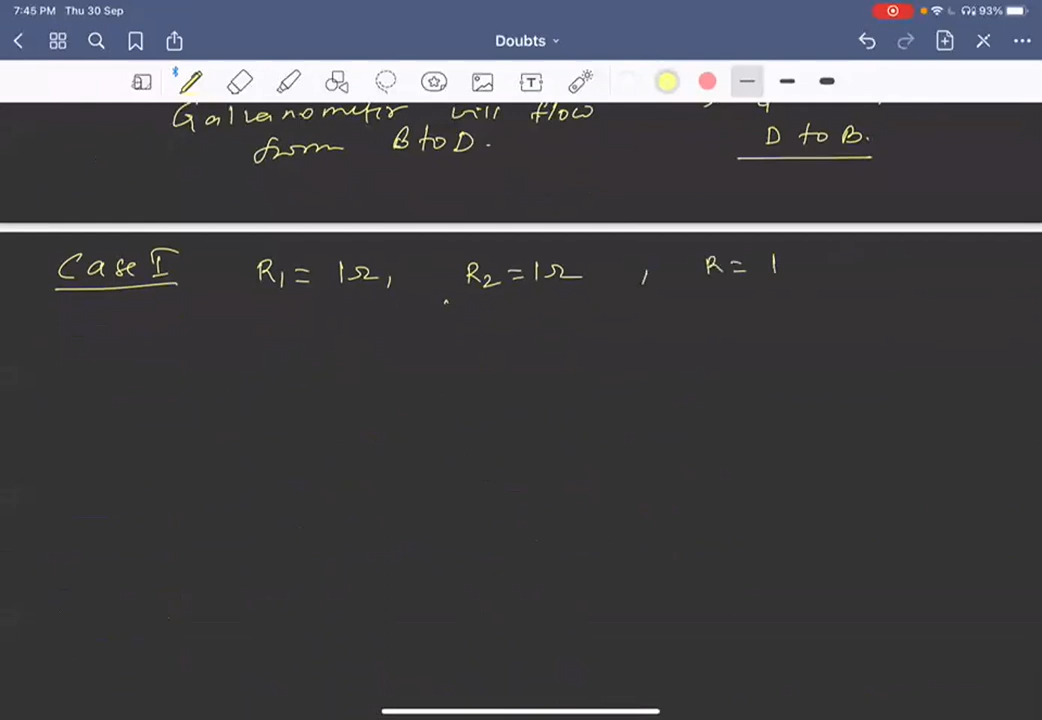 7:45 PM Thu 30 Sep
93%
Doubts
T
Galvanometer will flow
from B to D.
D to B.
Case I R₁ = 1Ω, R₂ = 1Ω , R = 1